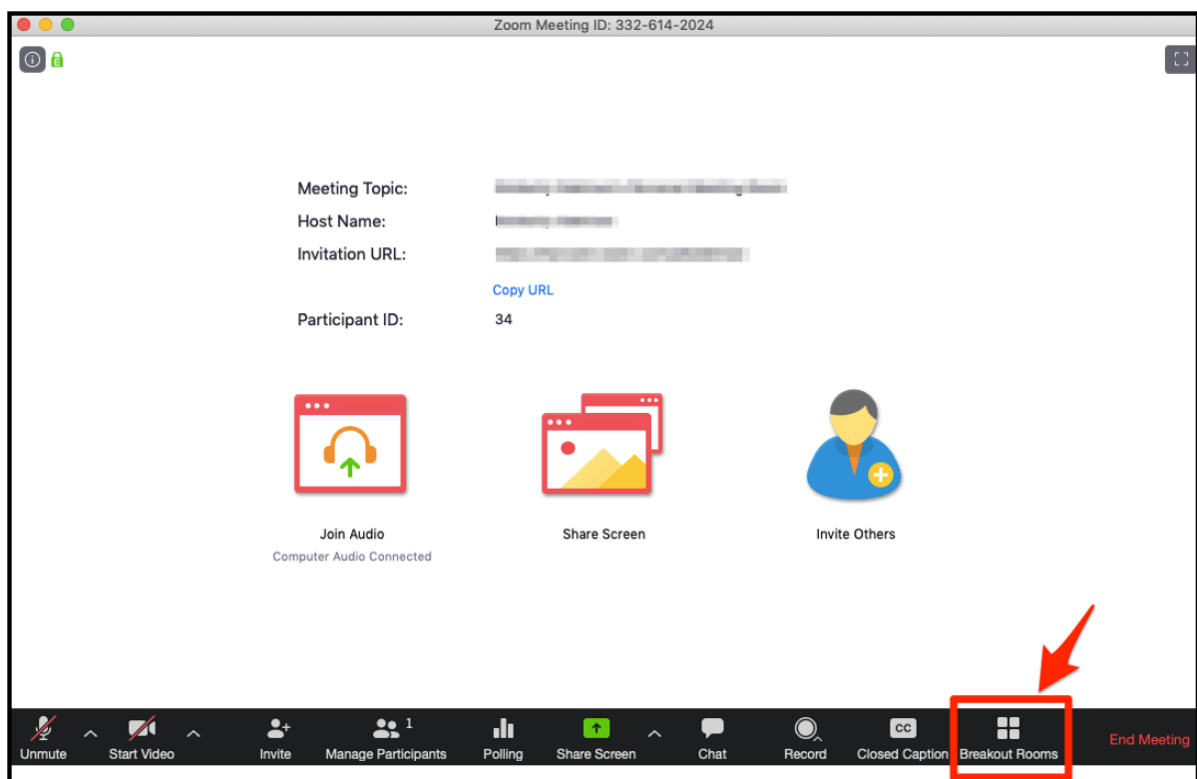 Zoom Meeting ID: 332-614-2024
Meeting Topic:
Host Name:
Invitation URL:
Copy URL
Participant ID: 34
Join Audio Share Screen Invite Others
Computer Audio Connected
1
CC
Unmute Start Video Invite Manage Participants Polling Share Screen Chat Record Closed Caption Breakout Rooms End Meeting